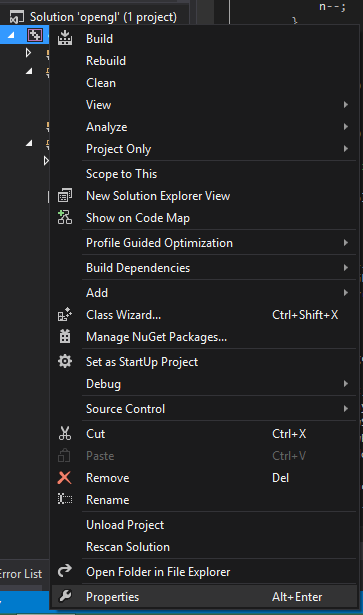 n--;
Solution 'opengl' (1 project)
}
Build
Rebuild
Clean
View
Analyze
Project Only
Scope to This
New Solution Explorer View
Show on Code Map
Profile Guided Optimization
Build Dependencies
Add
Class Wizard... Ctrl+Shift+X
Manage NuGet Packages...
Set as StartUp Project
Debug
Source Control
Cut Ctrl+X
Paste Ctrl+V
Remove Del
Rename
Unload Project
Rescan Solution
Open Folder in File Explorer
Error List
Properties Alt+Enter